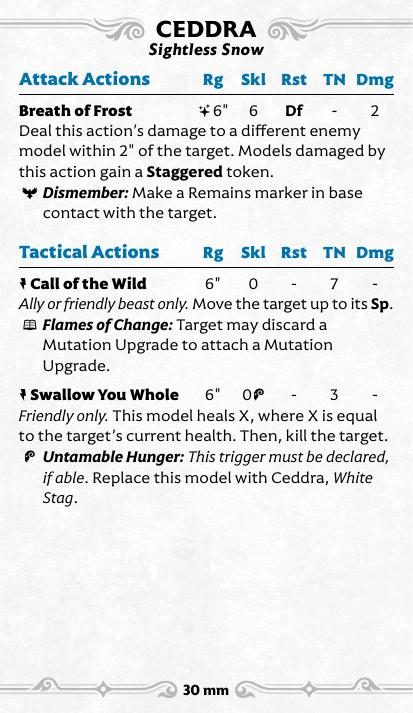 CEDDRA
Sightless Snow
Attack Actions Rg Skl Rst TN Dmg
Breath of Frost 6" 6 Df - 2
Deal this action's damage to a different enemy
model within 2" of the target. Models damaged by
this action gain a Staggered token.
Dismember: Make a Remains marker in base
contact with the target.
Tactical Actions Rg Skl Rst TN Dmg
Call of the Wild 6" 0 - 7 -
Ally or friendly beast only. Move the target up to its Sp.
Flames of Change: Target may discard a
Mutation Upgrade to attach a Mutation
Upgrade.
Swallow You Whole 6" 0 - 3 -
Friendly only. This model heals X, where X is equal
to the target's current health. Then, kill the target.
Untamable Hunger: This trigger must be declared,
if able. Replace this model with Ceddra, White
Stag.
30 mm